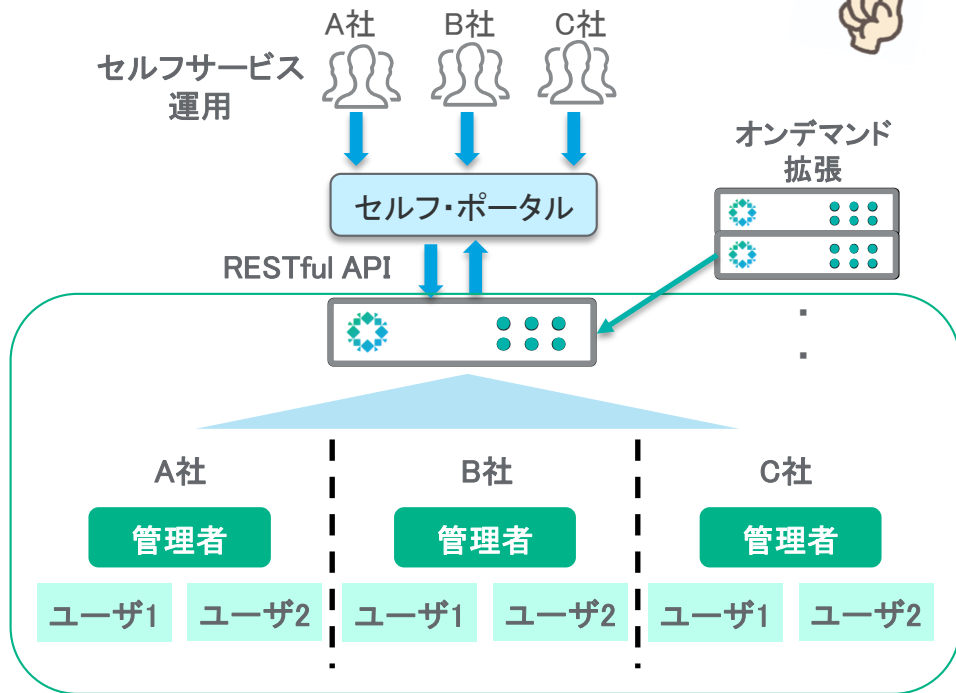 A社
B社
C社
セルフサービス
運用
オンデマンド
拡張
セルフ・ポータル
RESTful API
A社
B社
C社
管理者
管理者
管理者
ユーザ1
ユーザ2
ユーザ1
ユーザ2
ユーザ1
ユーザ2